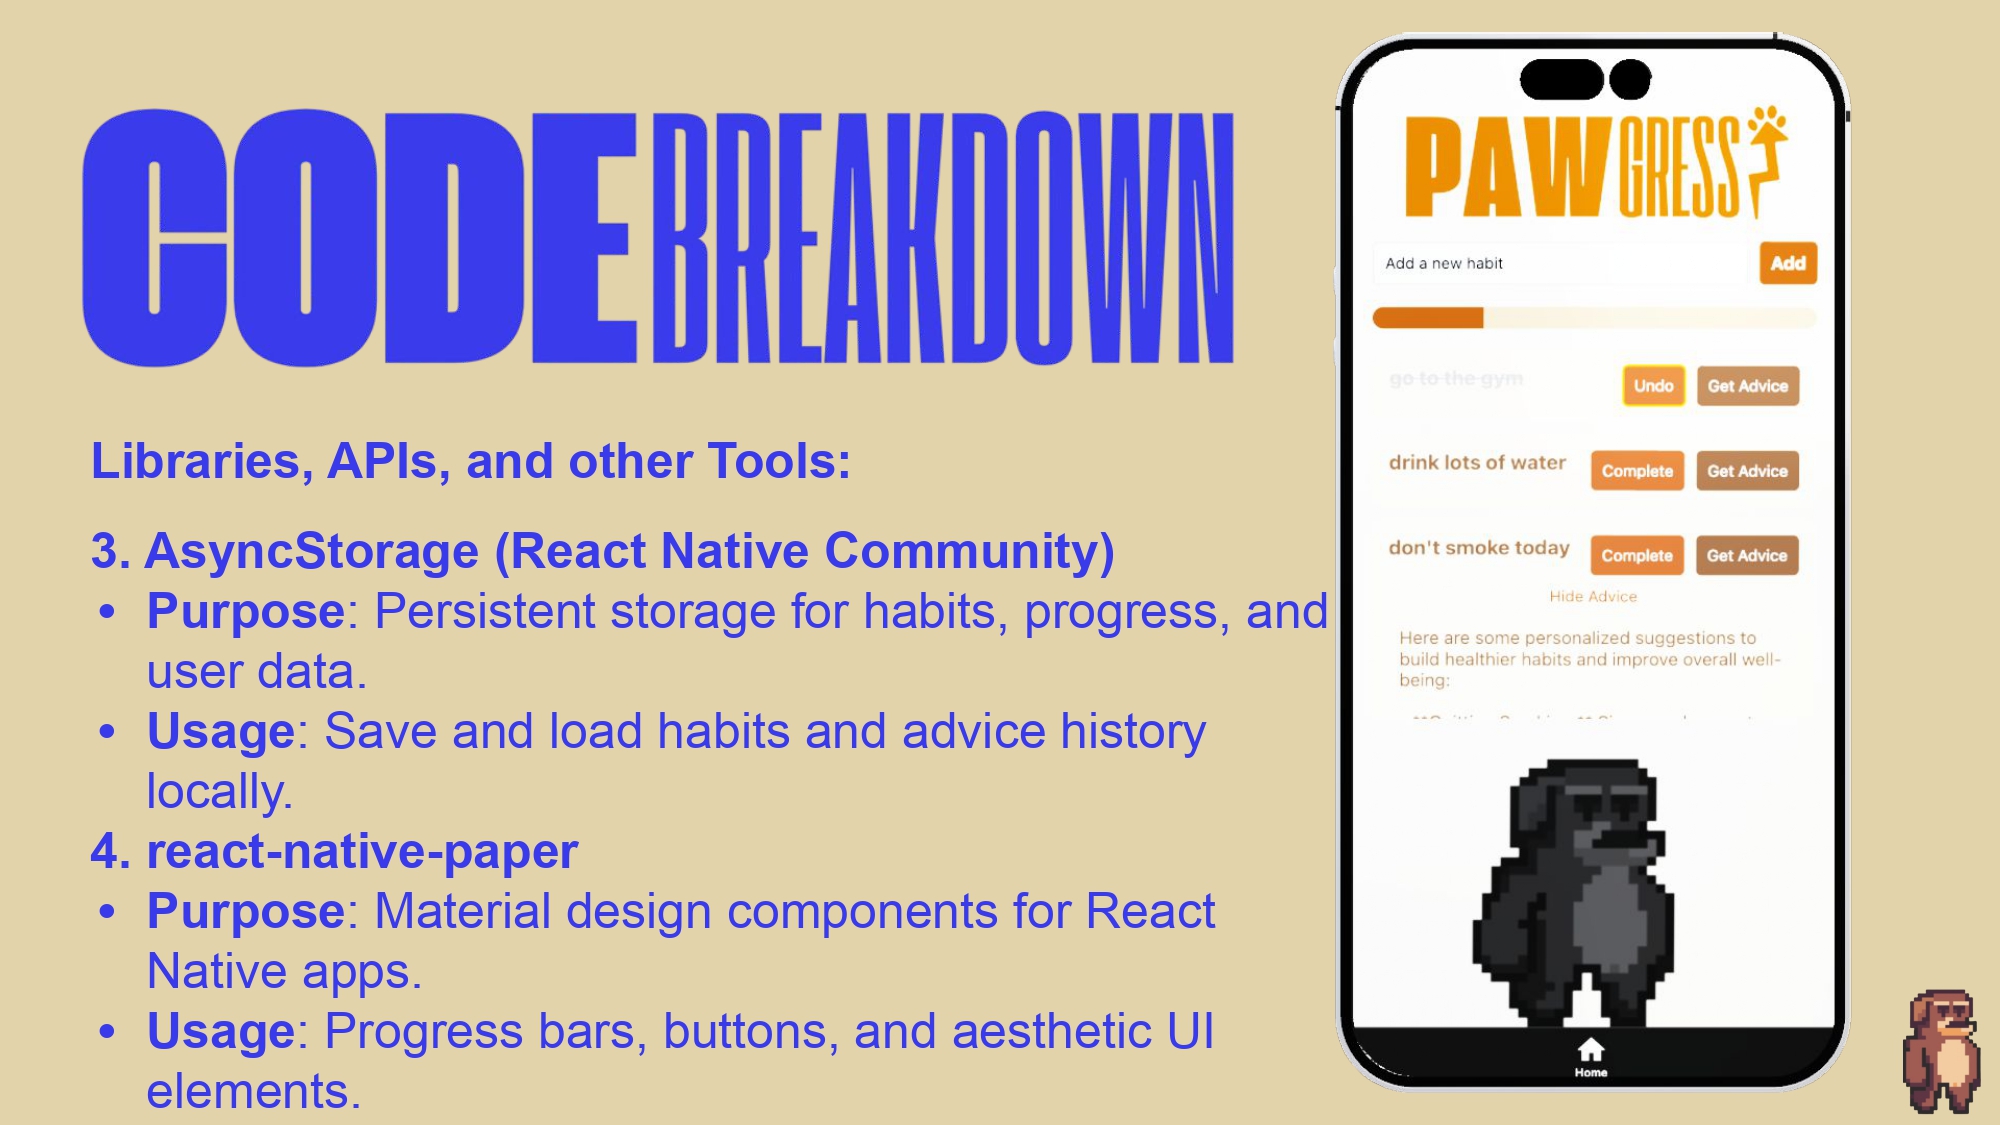 CODE BREAKDOWN
Libraries, APIs, and other Tools:
3. AsyncStorage (React Native Community)
• Purpose: Persistent storage for habits, progress, and
user data.
• Usage: Save and load habits and advice history
locally.
4. react-native-paper
• Purpose: Material design components for React
Native apps.
• Usage: Progress bars, buttons, and aesthetic UI
elements.
PAWGRESS
Add a new habit Add
go to the gym Undo Get Advice
drink lots of water Complete Get Advice
don't smoke today Complete Get Advice
Hide Advice
Here are some personalized suggestions to
build healthier habits and improve overall well-
being:
Home